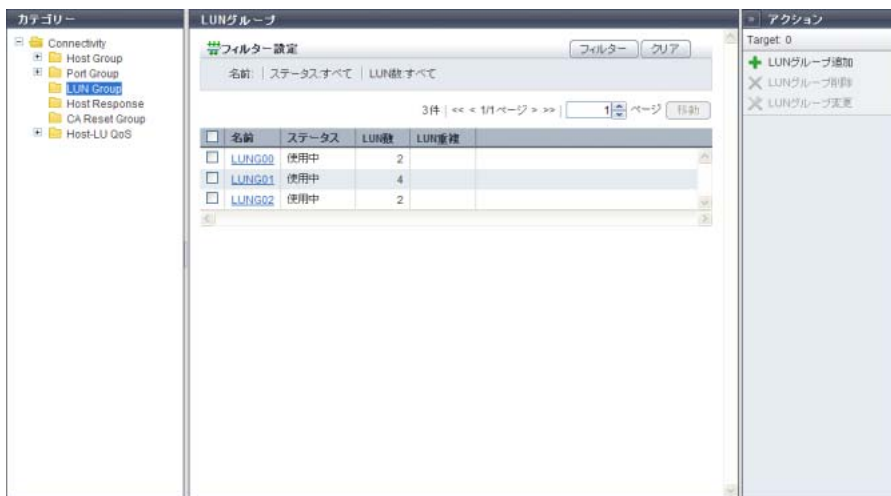 カテゴリー
Connectivity
Host Group
Port Group
LUN Group
Host Response
CA Reset Group
Host-LU QoS
LUNグループ
フィルター設定
フィルター
クリア
名前: | ステータス:すべて | LUN数:すべて
3件 | << < 1/1ページ > >> | 1 ページ 移動
名前 ステータス LUN数 LUN重複
LUNG00 使用中 2
LUNG01 使用中 4
LUNG02 使用中 2
» アクション
Target: 0
LUNグループ追加
LUNグループ削除
LUNグループ変更